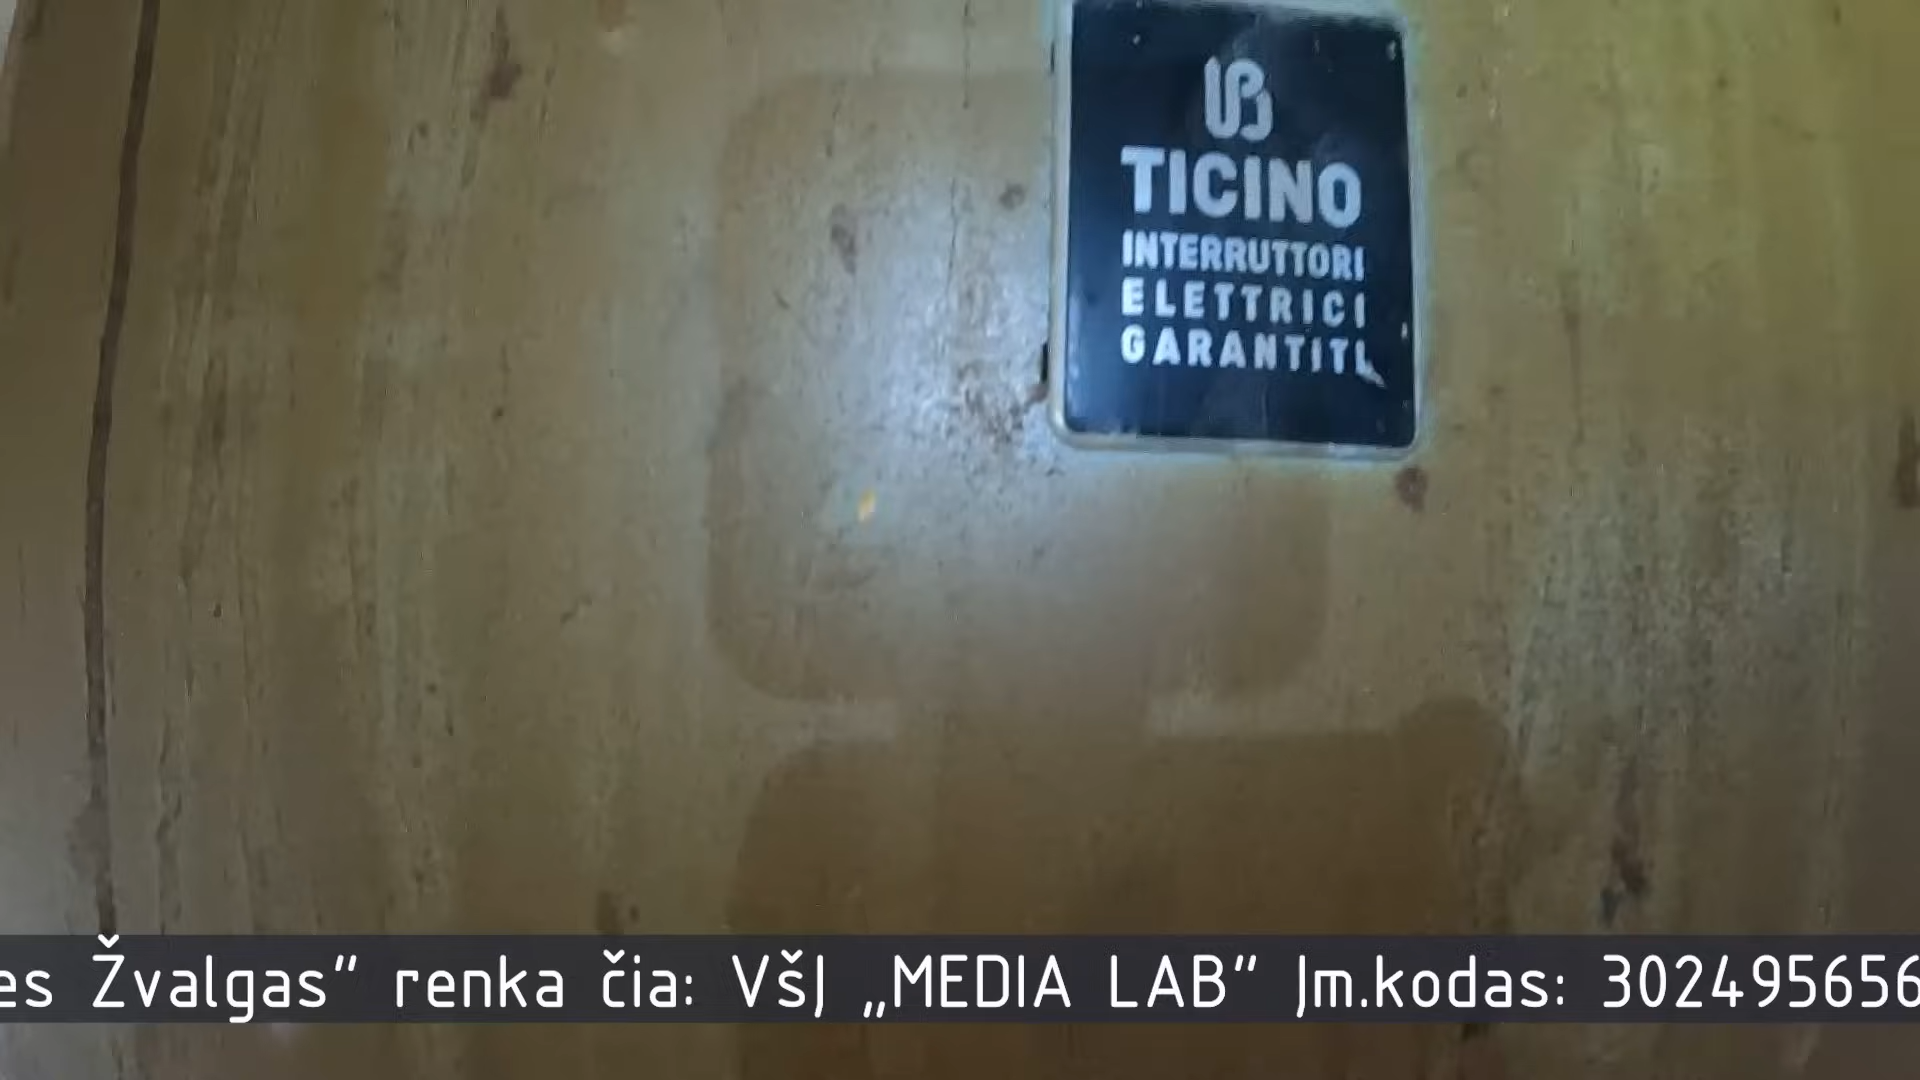 TICINO
INTERRUTTORI
ELETTRICI
GARANTITI
es Žvalgas” renka čia: VšĮ „MEDIA LAB” Įm.kodas: 302495656